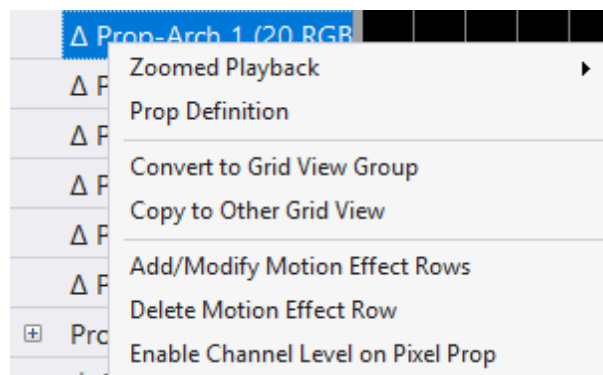 Δ Prop-Arch 1 (20 RGB
Zoomed Playback
Δ P
Prop Definition
Δ P
Convert to Grid View Group
Δ P
Copy to Other Grid View
Δ P
Add/Modify Motion Effect Rows
Δ P
Delete Motion Effect Row
Pro
Enable Channel Level on Pixel Prop